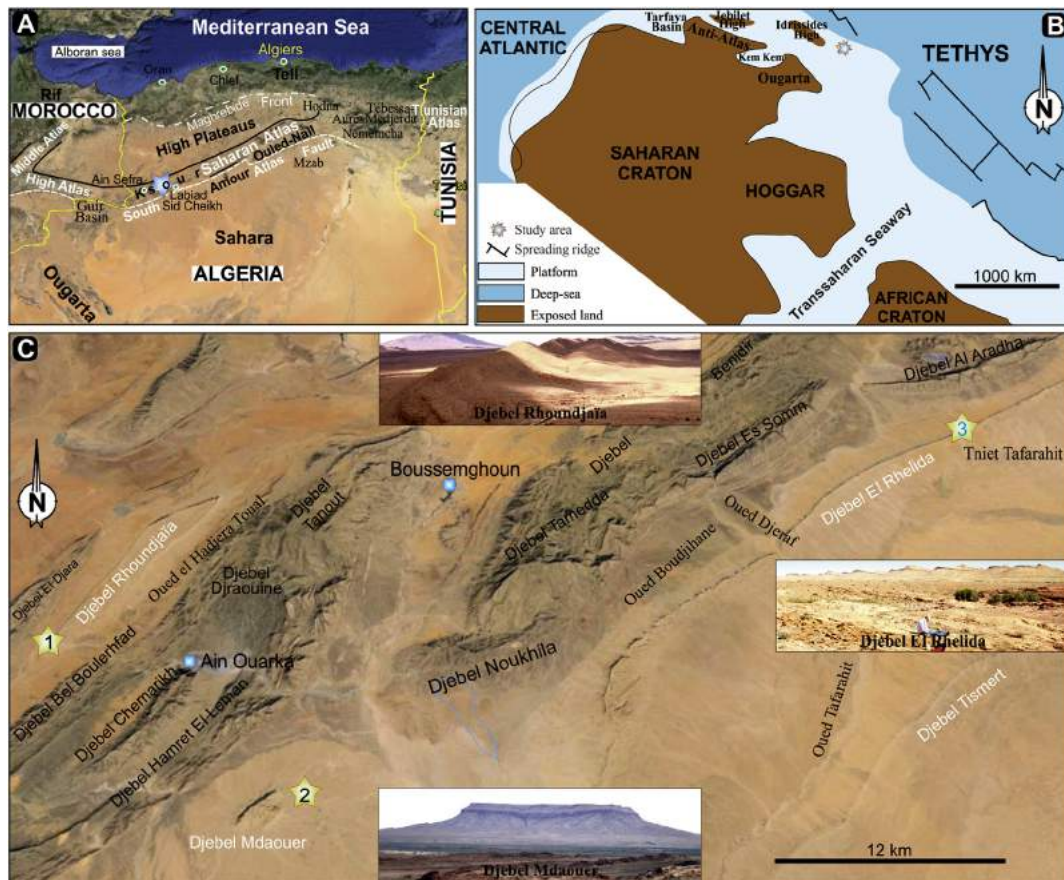 A
Mediterranean Sea
Alboran sea
Algiers
Oran
Chlef
Tell
Rif
MOROCCO
Maghrebide Front
Hodna
Tebessa
Tunisian
Atlas
Aures
Medjerda
Nemeincha
High Plateaus
Middle Atlas
Saharan Atlas
Ouled-Naïl
Ain Sefra
K s o u r
Amour
High Atlas
South Atlas Fault
Mzab
Labiad
Sid Cheikh
Guir
Basin
Sahara
ALGERIA
TUNISIA
Ougarta
B
CENTRAL
ATLANTIC
Tarfaya
Basin
Jebilet
High
Idrissides
High
Anti-Atlas
Kem Kem
Ougarta
TETHYS
N
SAHARAN
CRATON
HOGGAR
Transsaharan Seaway
AFRICAN
CRATON
1000 km
Study area
Spreading ridge
Platform
Deep-sea
Exposed land
C
N
Djebel Rhoundjaïa
Benidir
Djebel
Djebel Al Aradha
Djebel Es Somm
3
Tniet Tafarahit
Djebel El Rhelida
Boussemghoun
Djebel
Tanout
Djebel Tamedda
Oued Djeraf
Oued Boudjihane
Oued el Hadjera Toual
Djebel Rhoundjaïa
Djebel El-Djara
Djebel
Djraouine
1
Djebel El Rhelida
Ain Ouarka
Djebel Bel Boulerhfad
Djebel Chemarikh
Djebel Noukhila
Djebel Hamret El-Leman
Oued Tafarahit
Djebel Tismert
2
Djebel Mdaouer
Djebel Mdaouer
12 km